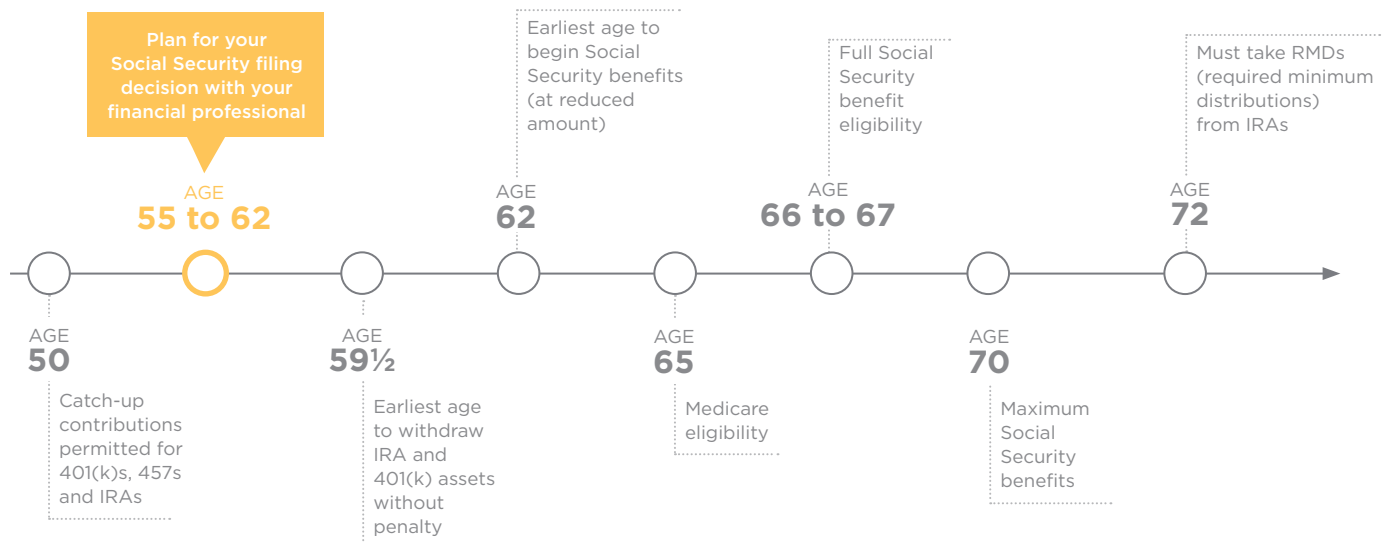 Plan for your
Social Security filing
decision with your
financial professional
AGE
55 to 62
Earliest age to
begin Social
Security benefits
(at reduced
amount)
AGE
62
Full Social
Security
benefit
eligibility
AGE
66 to 67
Must take RMDs
(required minimum
distributions)
from IRAs
AGE
72
AGE
50
Catch-up
contributions
permitted for
401(k)s, 457s
and IRAs
AGE
59½
Earliest age
to withdraw
IRA and
401(k) assets
without
penalty
AGE
65
Medicare
eligibility
AGE
70
Maximum
Social
Security
benefits